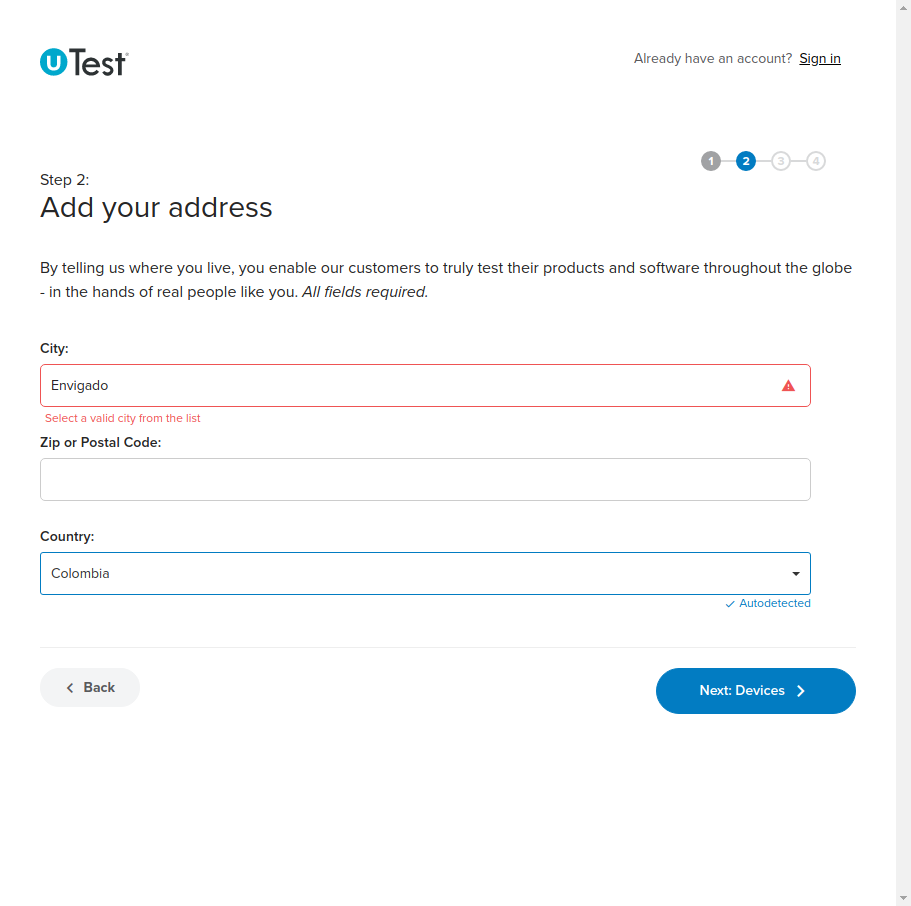 uTest
Already have an account? Sign in
1 2 3 4
Step 2:
Add your address
By telling us where you live, you enable our customers to truly test their products and software throughout the globe
- in the hands of real people like you. All fields required.
City:
Envigado
Select a valid city from the list
Zip or Postal Code:
Country:
Colombia
Autodetected
Back
Next: Devices